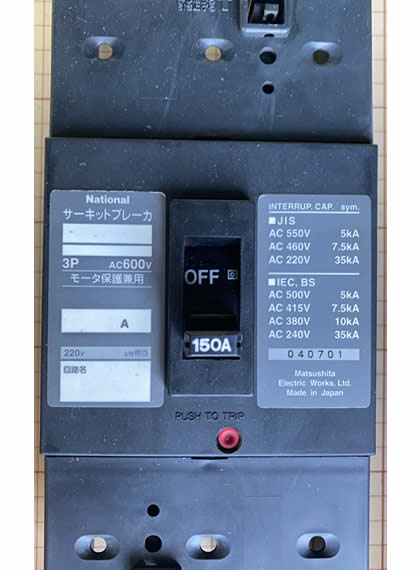 National
サーキットブレーカ
3P AC600V
モータ保護兼用
A
220V kW相当
回路名
OFF
150A
PUSH TO TRIP
INTERRUP. CAP. sym.
■JIS
AC 550V 5kA
AC 460V 7.5kA
AC 220V 35kA
■IEC, BS
AC 500V 5kA
AC 415V 7.5kA
AC 380V 10kA
AC 240V 35kA
040701
Matsushita
Electric Works, Ltd.
Made in Japan